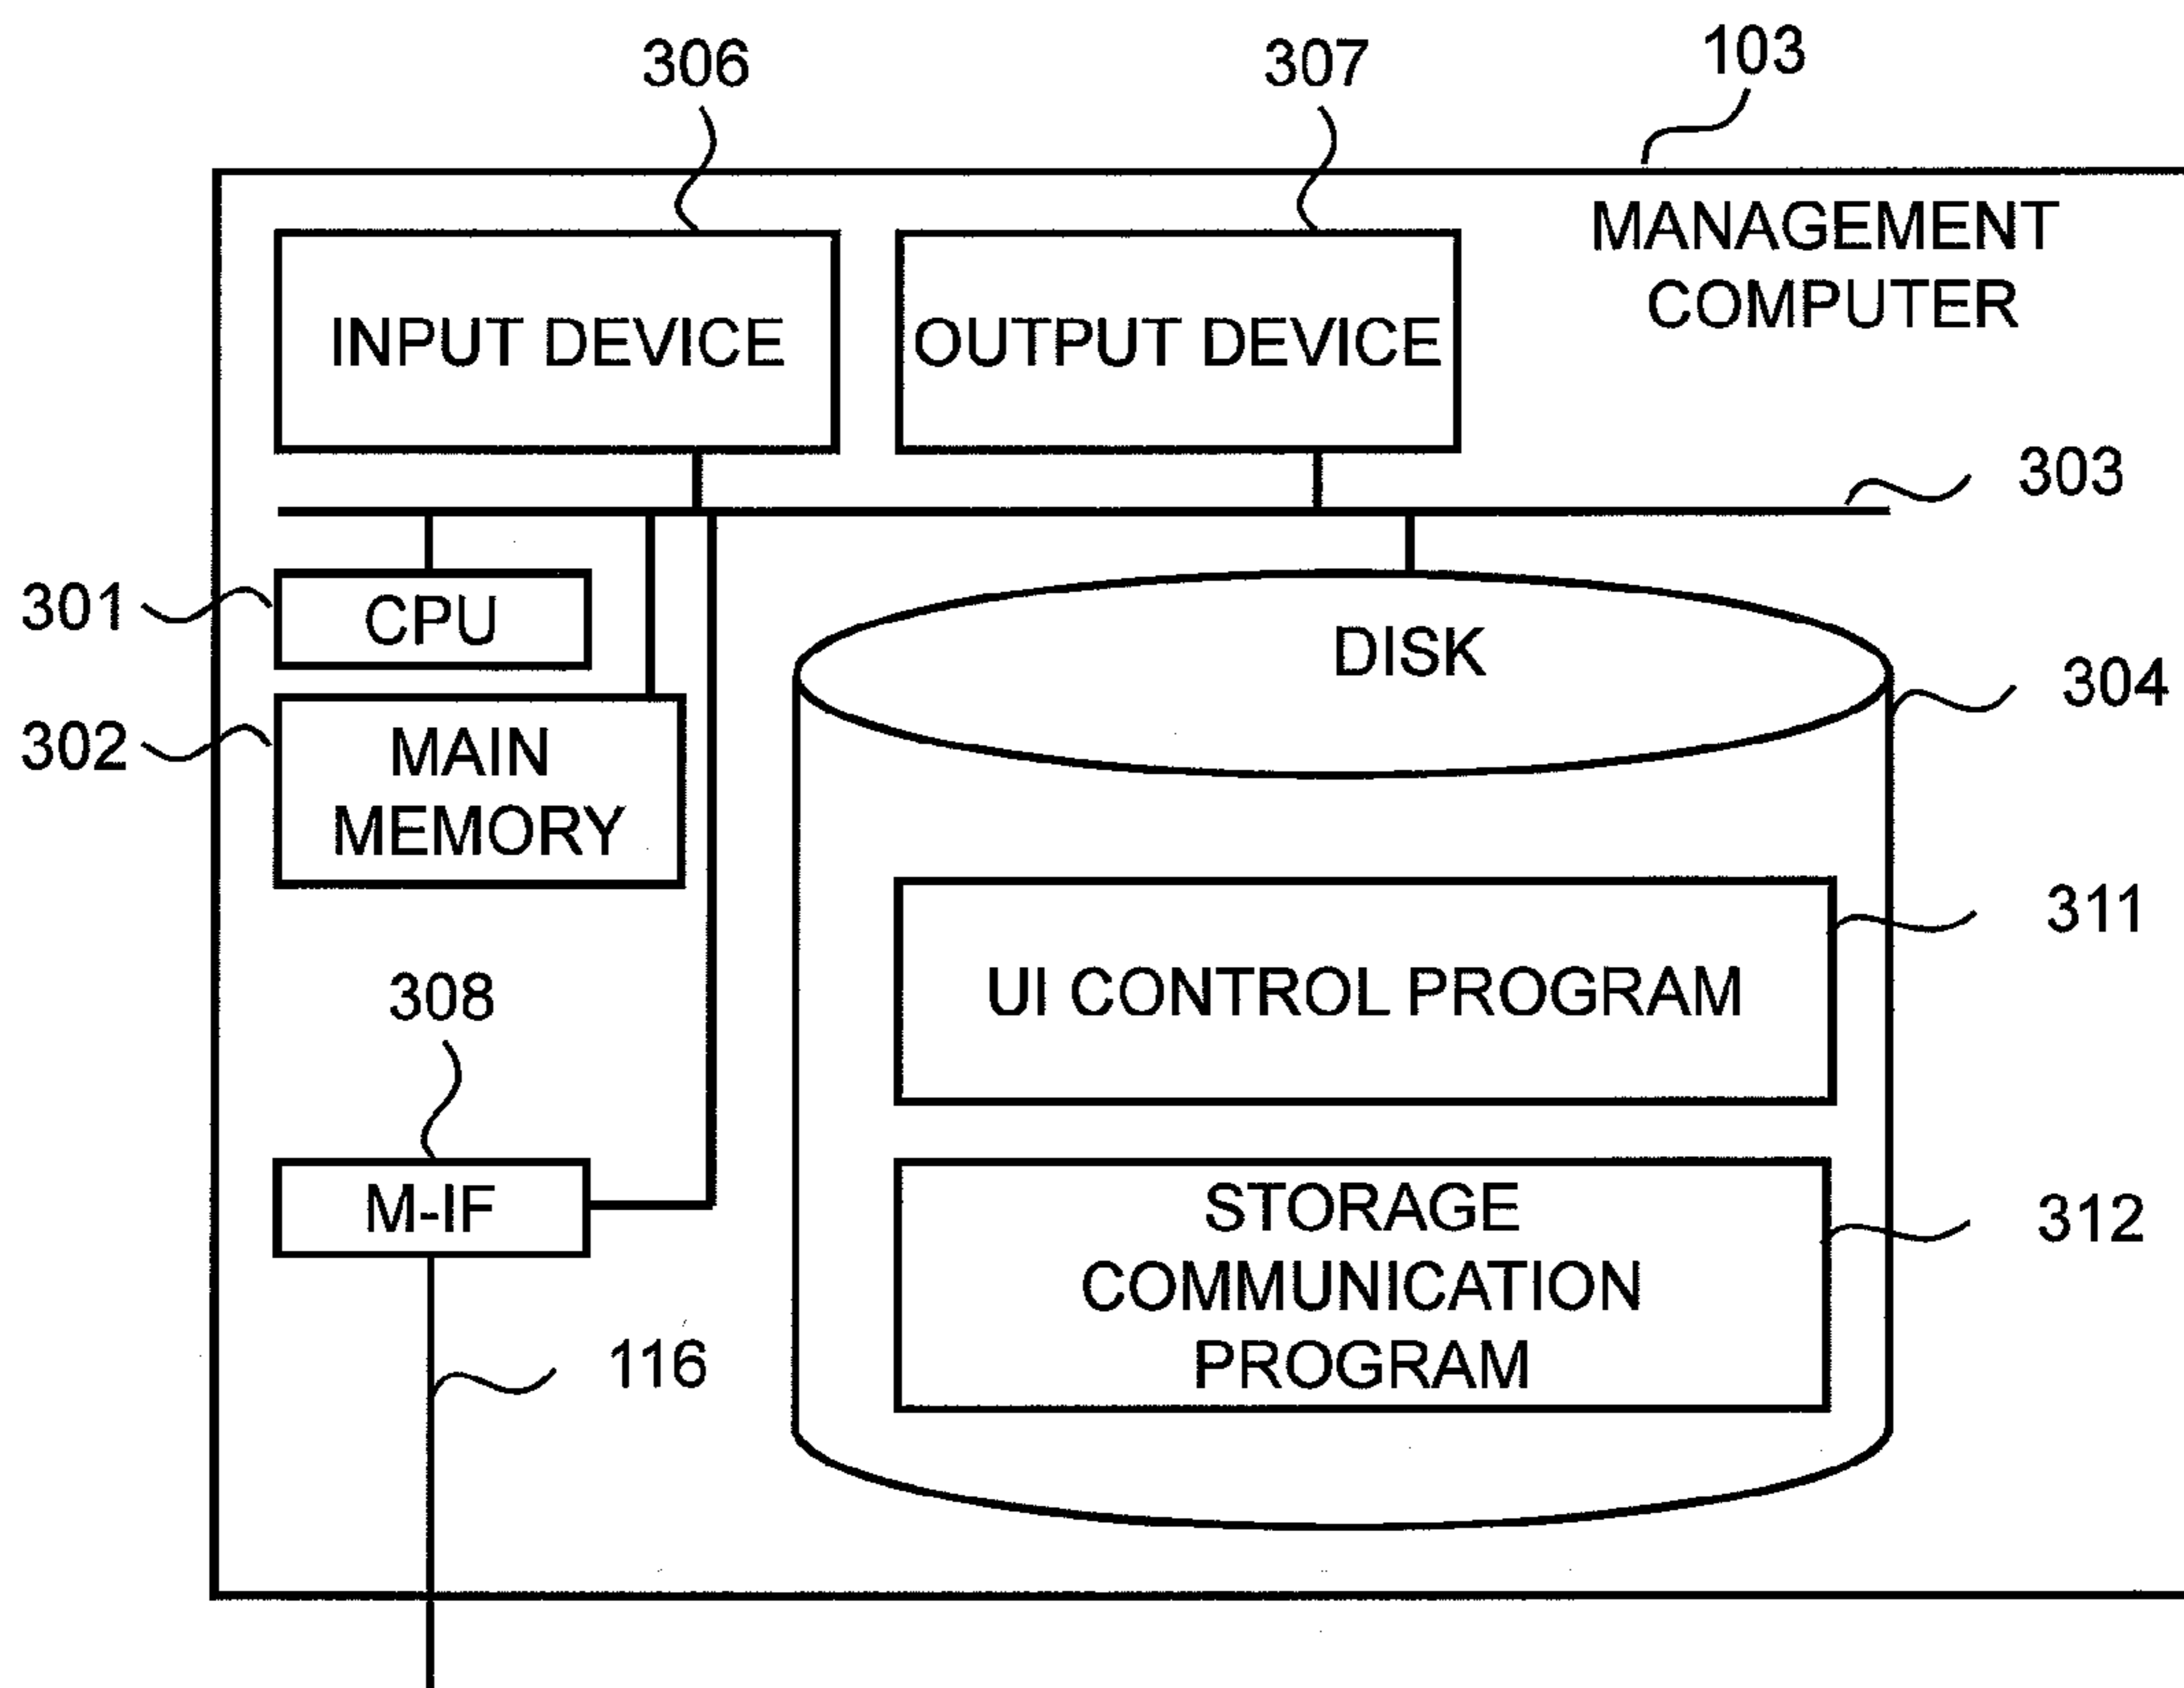 306
307
103
MANAGEMENT
COMPUTER
INPUT DEVICE
OUTPUT DEVICE
303
301
CPU
DISK
304
302
MAIN
MEMORY
311
UI CONTROL PROGRAM
308
M-IF
STORAGE
COMMUNICATION
PROGRAM
312
116